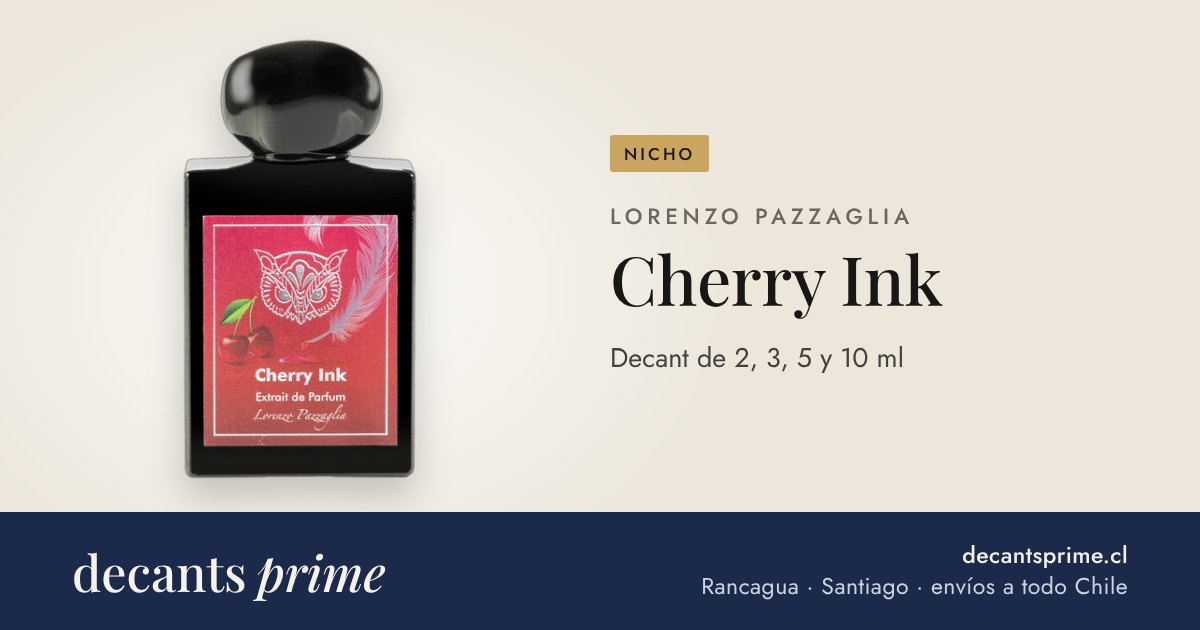 NICHO
LORENZO PAZZAGLIA
Cherry Ink
Decant de 2, 3, 5 y 10 ml
Cherry Ink
Extrait de Parfum
Lorenzo Pazzaglia
decants prime
decantsprime.cl
Rancagua · Santiago · envíos a todo Chile